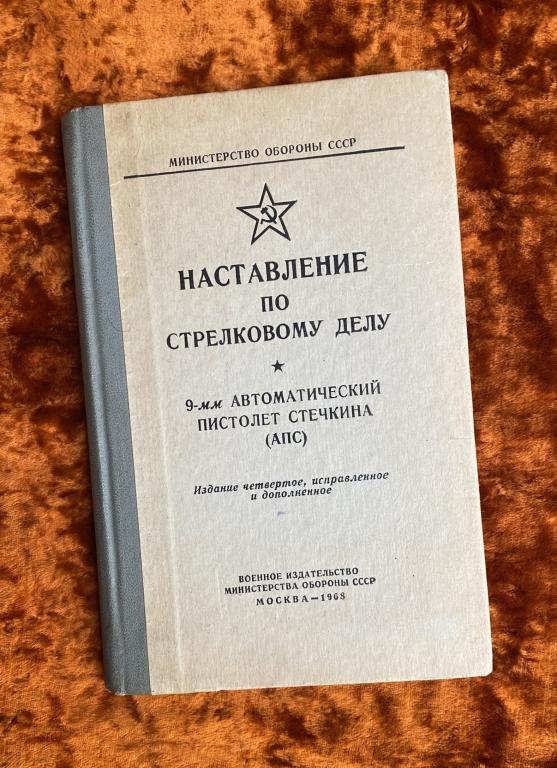 МИНИСТЕРСТВО ОБОРОНЫ СССР
НАСТАВЛЕНИЕ
ПО
СТРЕЛКОВОМУ ДЕЛУ
★
9-мм АВТОМАТИЧЕСКИЙ
ПИСТОЛЕТ СТЕЧКИНА
(АПС)
Издание четвертое, исправленное
и дополненное
ВОЕННОЕ ИЗДАТЕЛЬСТВО
МИНИСТЕРСТВА ОБОРОНЫ СССР
МОСКВА — 1968